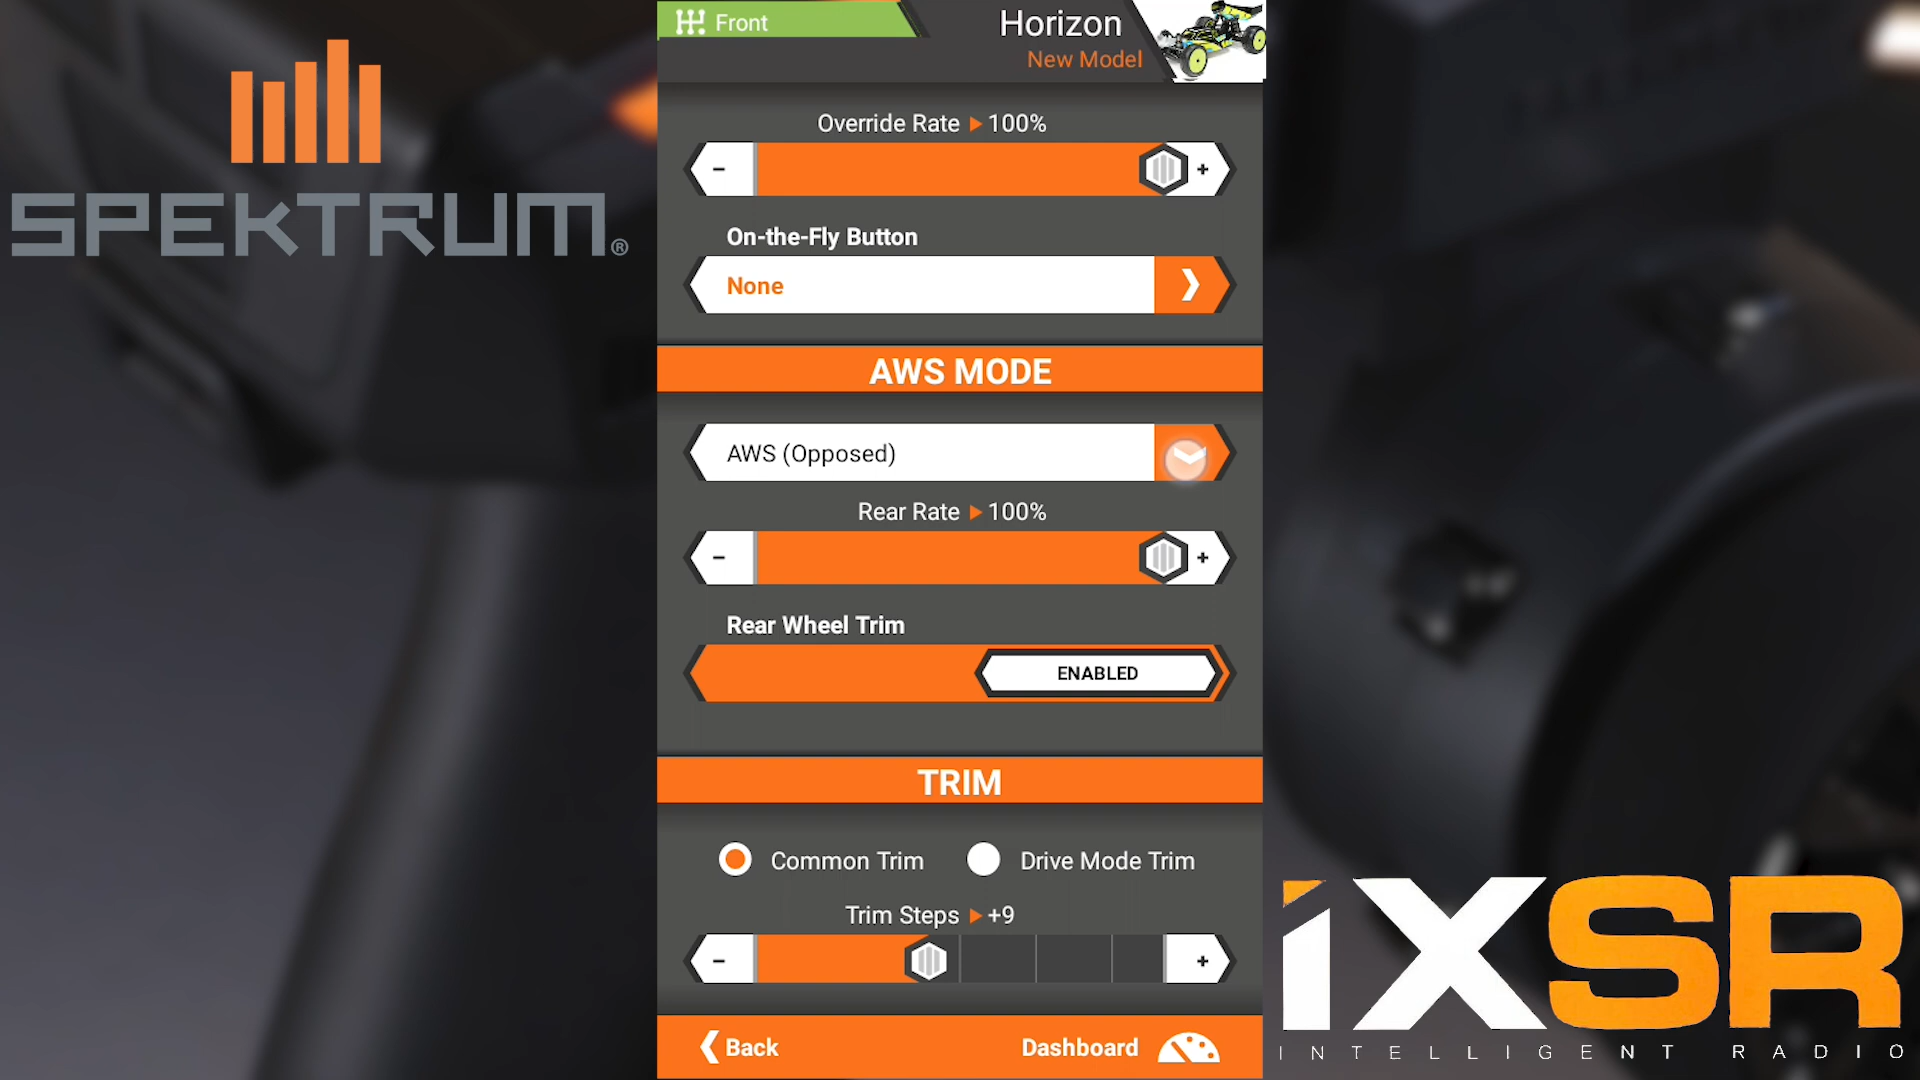 SPEKTRUM®
Front
Horizon
New Model
Override Rate 100%
-
+
On-the-Fly Button
None
AWS MODE
AWS (Opposed)
Rear Rate 100%
-
+
Rear Wheel Trim
ENABLED
TRIM
Common Trim
Drive Mode Trim
Trim Steps +9
-
+
Back
Dashboard
iXSR
INTELLIGENT RADIO